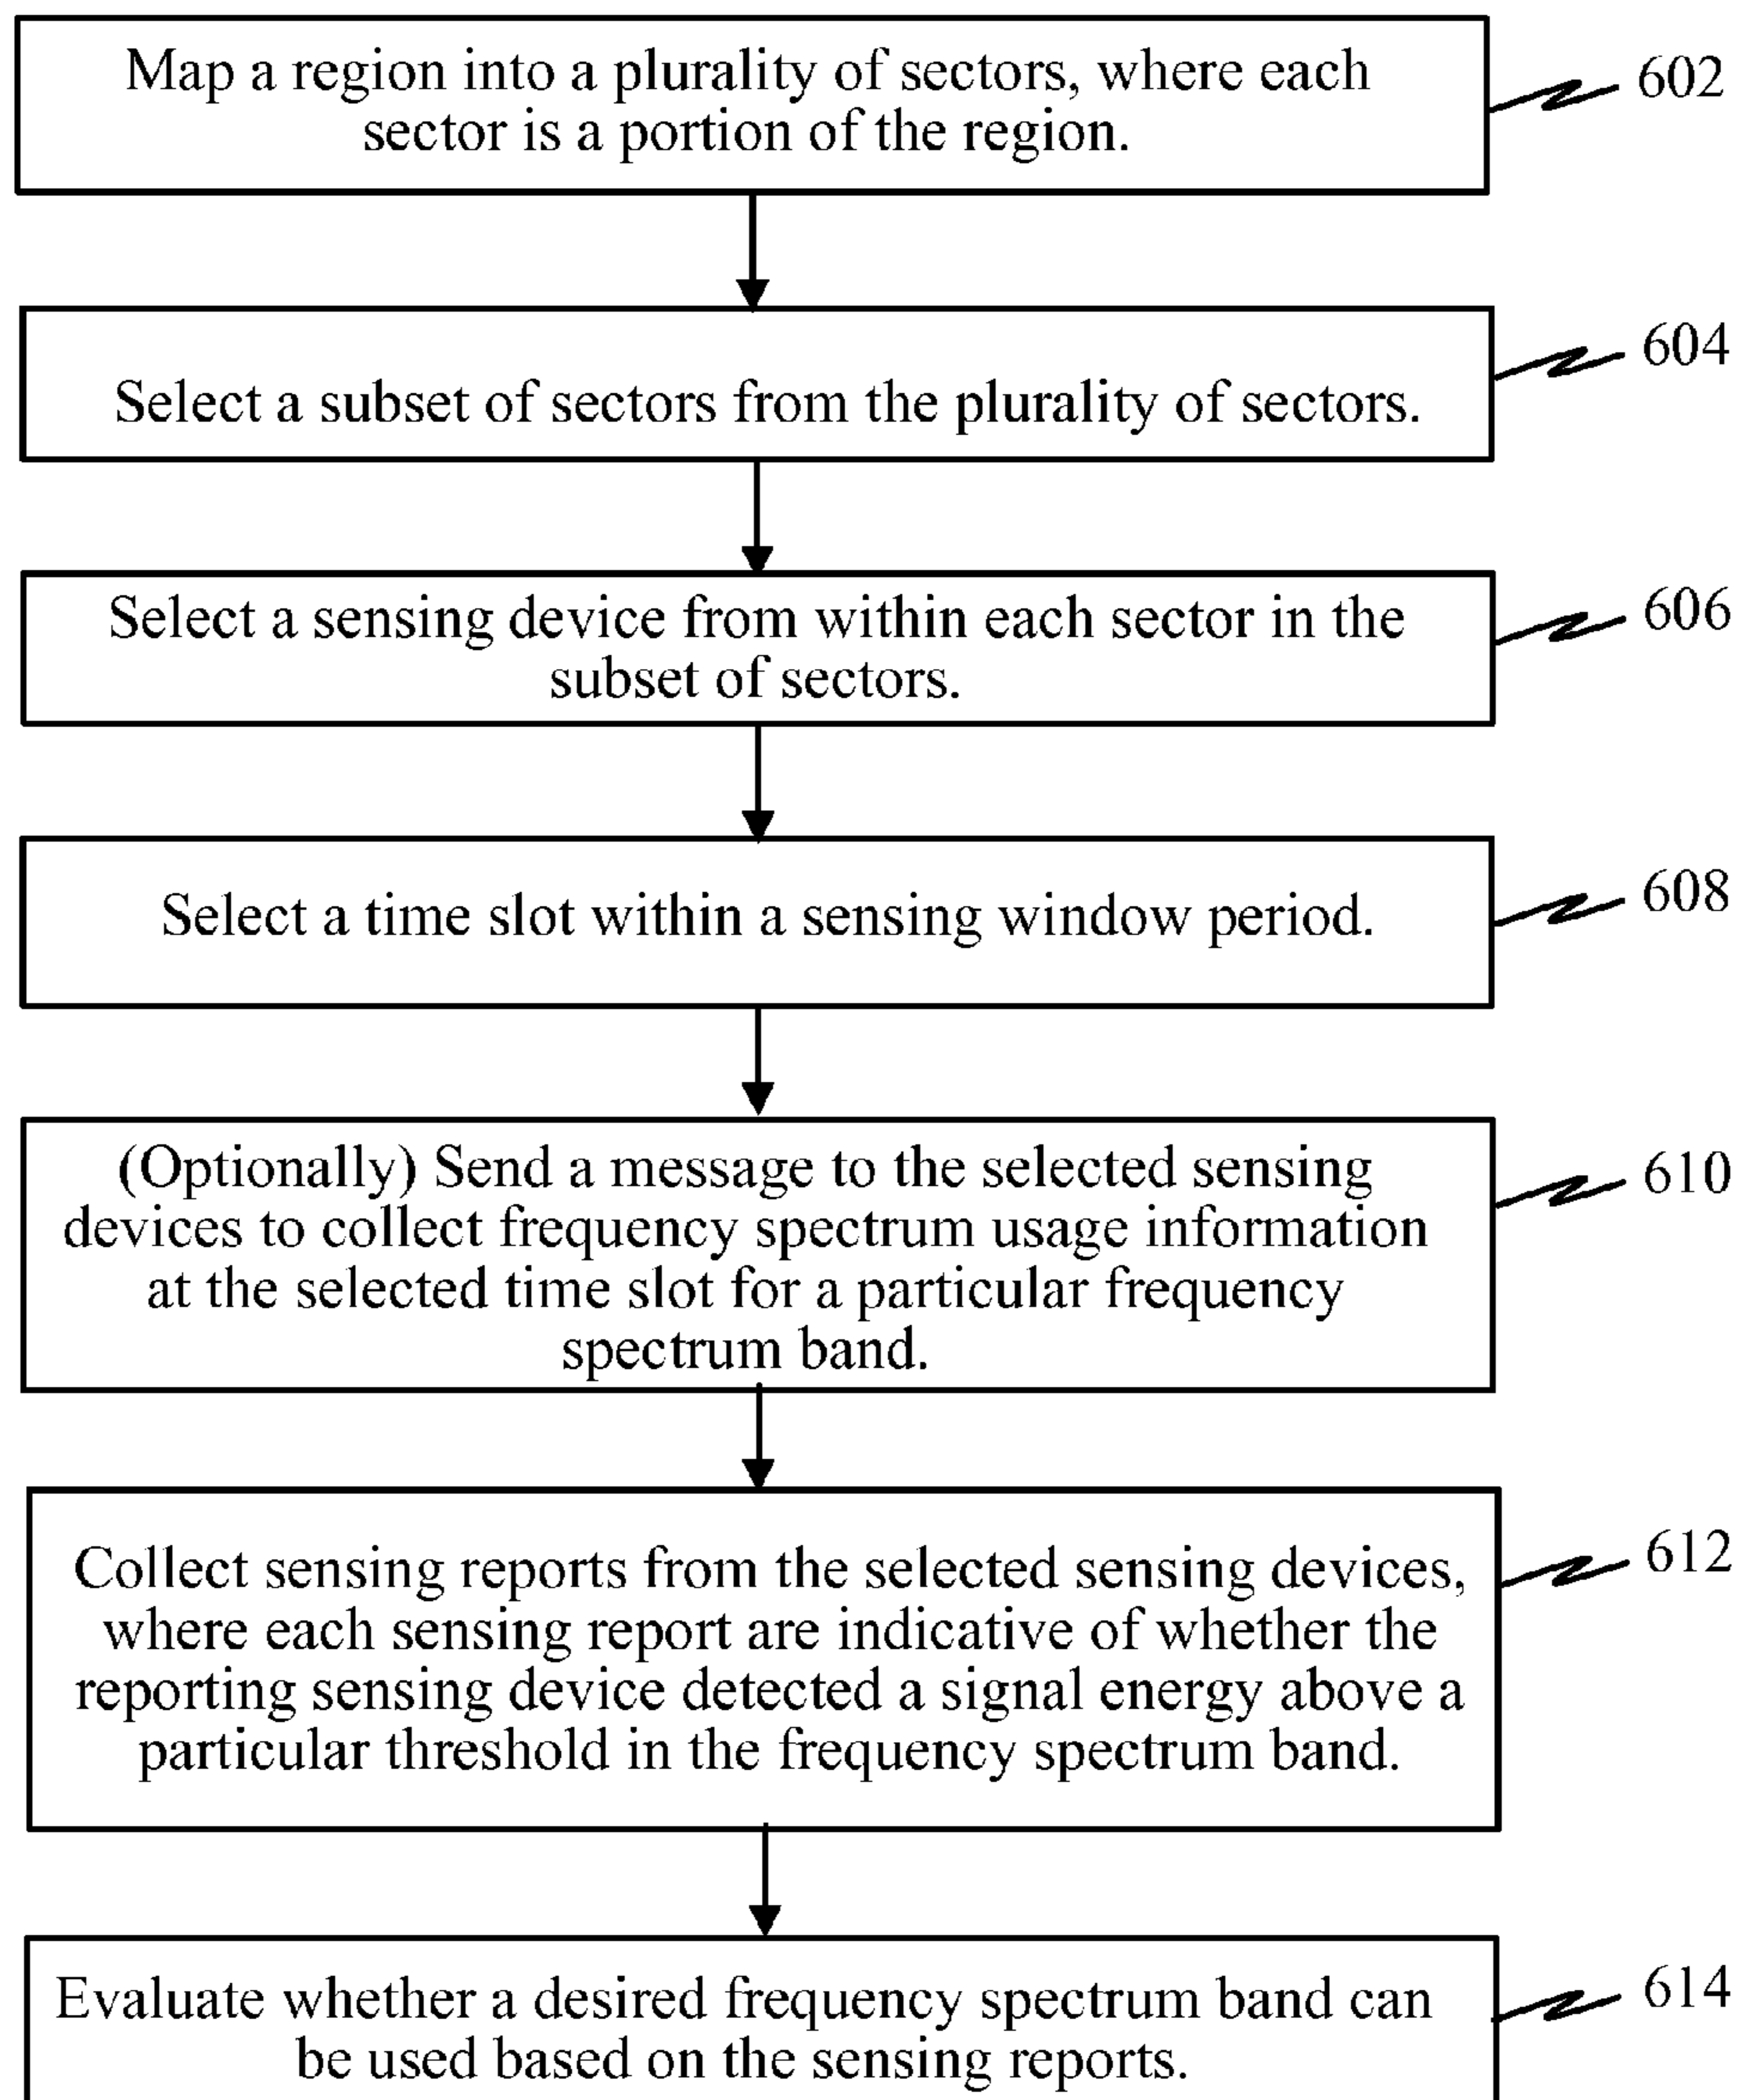 Map a region into a plurality of sectors, where each
sector is a portion of the region.
602
Select a subset of sectors from the plurality of sectors.
604
Select a sensing device from within each sector in the
subset of sectors.
606
Select a time slot within a sensing window period.
608
(Optionally) Send a message to the selected sensing
devices to collect frequency spectrum usage information
at the selected time slot for a particular frequency
spectrum band.
610
Collect sensing reports from the selected sensing devices,
where each sensing report are indicative of whether the
reporting sensing device detected a signal energy above a
particular threshold in the frequency spectrum band.
612
Evaluate whether a desired frequency spectrum band can
be used based on the sensing reports.
614